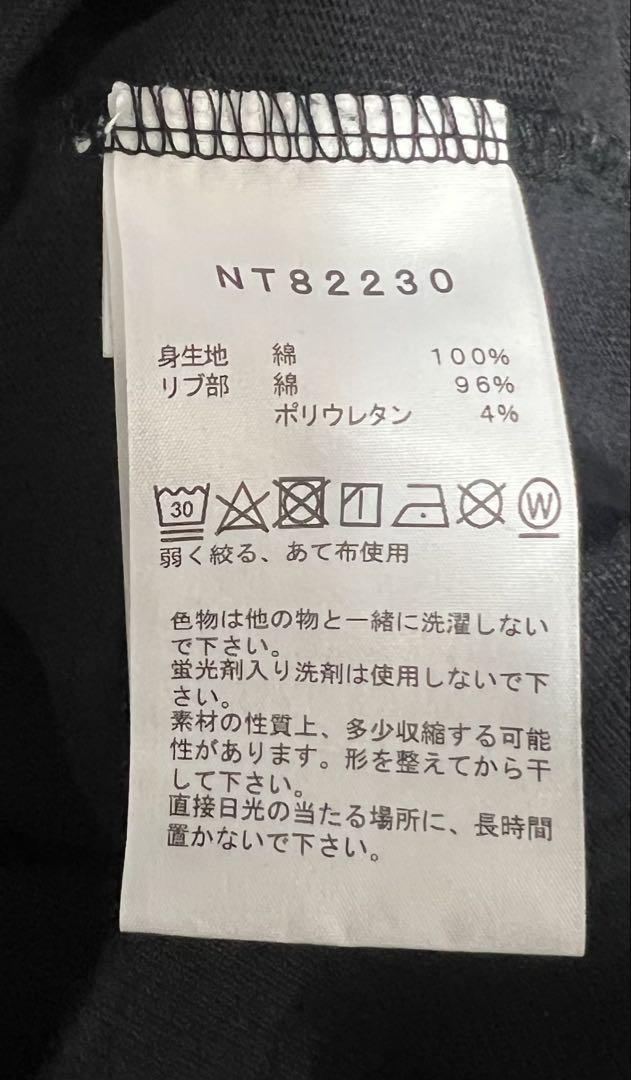 NT82230
身生地 綿 100%
リブ部 綿 96%
ポリウレタン 4%
30 W
弱く絞る、あて布使用
色物は他の物と一緒に洗濯しない
で下さい。
蛍光剤入り洗剤は使用しないで下
さい。
素材の性質上、多少収縮する可能
性があります。形を整えてから干
して下さい。
直接日光の当たる場所に、長時間
置かないで下さい。